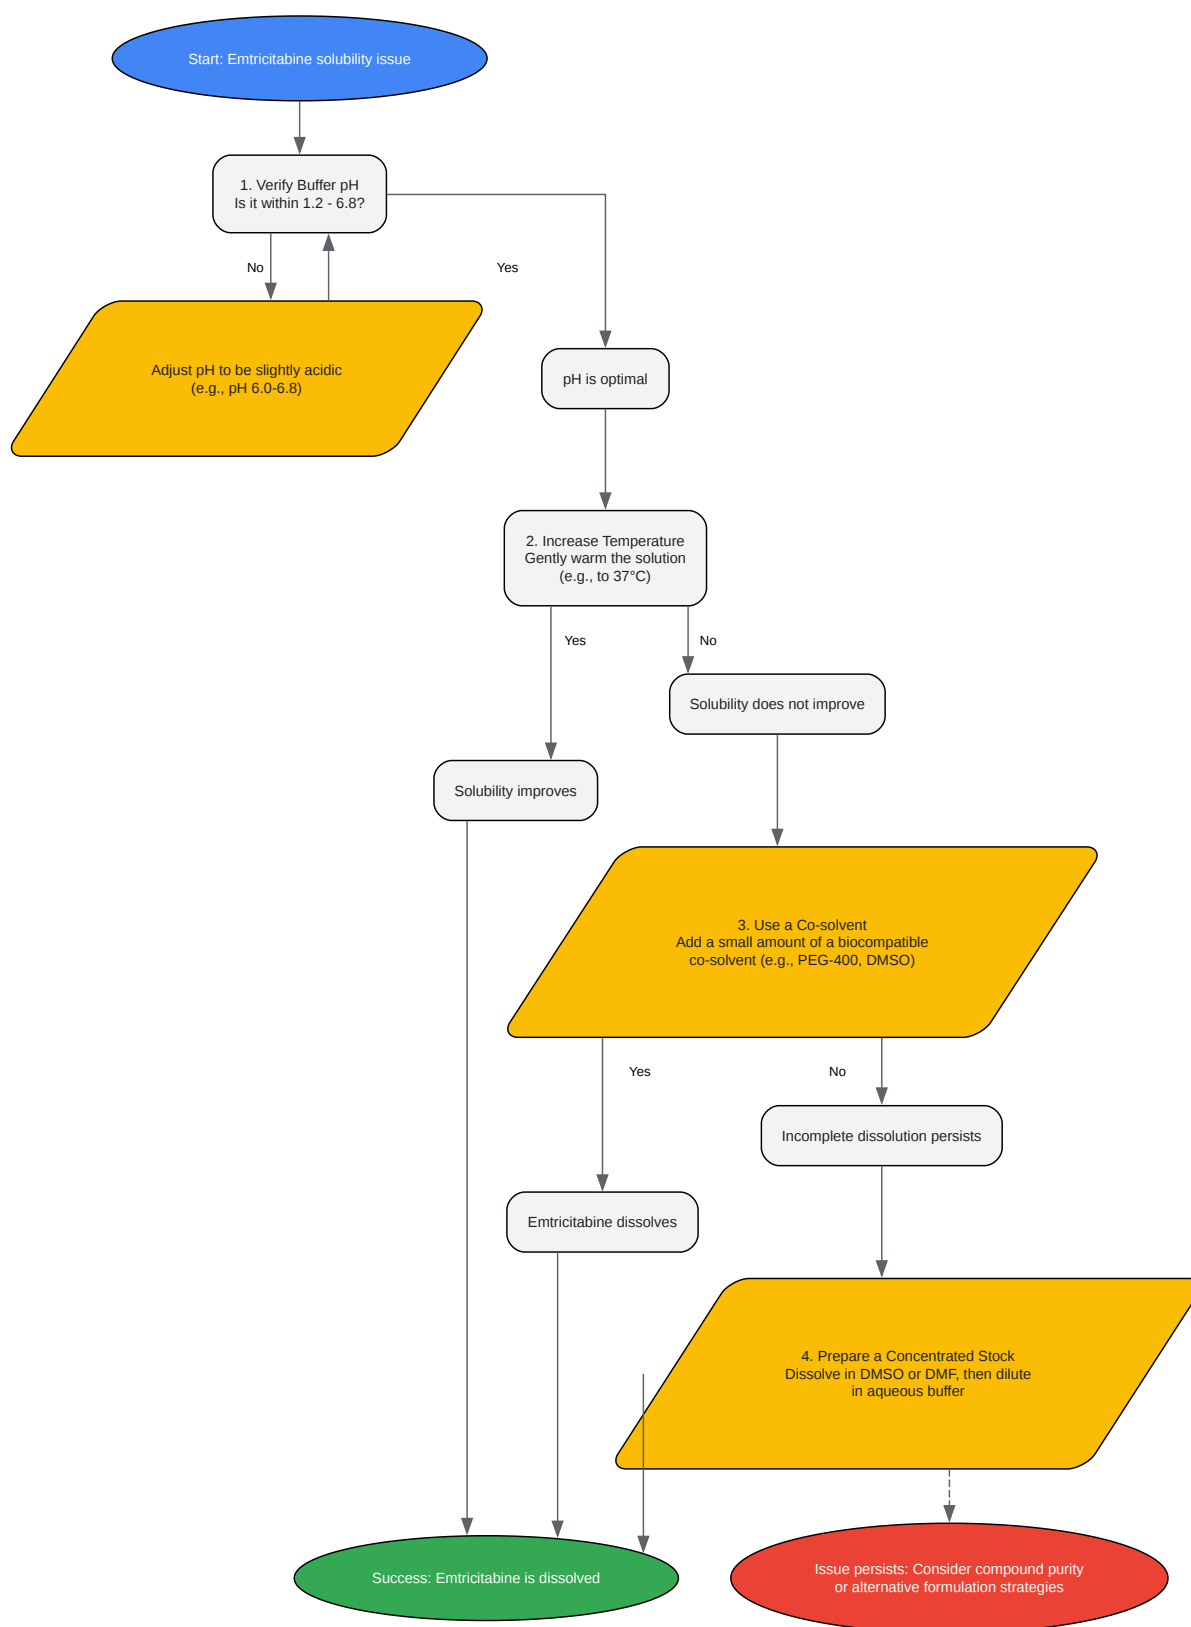 Start: Emtricitabine solubility issue
1. Verify Buffer pH
Is it within 1.2 - 6.8?
No
Yes
Adjust pH to be slightly acidic
(e.g., pH 6.0-6.8)
pH is optimal
2. Increase Temperature
Gently warm the solution
(e.g., to 37°C)
Yes
No
Solubility does not improve
Solubility improves
3. Use a Co-solvent
Add a small amount of a biocompatible
co-solvent (e.g., PEG-400, DMSO)
Yes
No
Incomplete dissolution persists
Emtricitabine dissolves
4. Prepare a Concentrated Stock
Dissolve in DMSO or DMF, then dilute
in aqueous buffer
Success: Emtricitabine is dissolved
Issue persists: Consider compound purity
or alternative formulation strategies